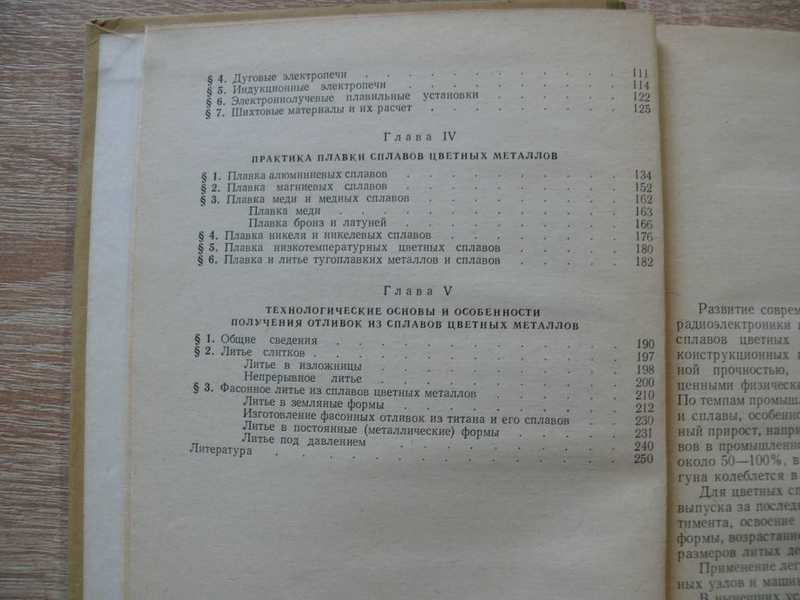 § 4. Дуговые электропечи . . . . . . . . . . . 111
§ 5. Индукционные электропечи . . . . . . . . . 114
§ 6. Электроннолучевые плавильные установки . . . . . . 122
§ 7. Шихтовые материалы и их расчет . . . . . . . . 125
Глава IV
ПРАКТИКА ПЛАВКИ СПЛАВОВ ЦВЕТНЫХ МЕТАЛЛОВ
§ 1. Плавка алюминиевых сплавов . . . . . . . . . 134
§ 2. Плавка магниевых сплавов . . . . . . . . . 152
§ 3. Плавка меди и медных сплавов . . . . . . . . 162
Плавка меди . . . . . . . . . . . . 163
Плавка бронз и латуней . . . . . . . . . 166
§ 4. Плавка никеля и никелевых сплавов . . . . . . . 176
§ 5. Плавка низкотемпературных цветных сплавов . . . . . 180
§ 6. Плавка и литье тугоплавких металлов и сплавов . . . . . 182
Глава V
ТЕХНОЛОГИЧЕСКИЕ ОСНОВЫ И ОСОБЕННОСТИ
ПОЛУЧЕНИЯ ОТЛИВОК ИЗ СПЛАВОВ ЦВЕТНЫХ МЕТАЛЛОВ
§ 1. Общие сведения . . . . . . . . . . . . 190
§ 2. Литье слитков . . . . . . . . . . . . . 197
Литье в изложницы . . . . . . . . . . 198
Непрерывное литье . . . . . . . . . . 200
§ 3. Фасонное литье из сплавов цветных металлов . . . . . . 210
Литье в земляные формы . . . . . . . . . 212
Изготовление фасонных отливок из титана и его сплавов . . 230
Литье в постоянные (металлические) формы . . . . . 231
Литье под давлением . . . . . . . . . . 240
Литература . . . . . . . . . . . . . . 250
Развитие соврем
радиоэлектроники
сплавов цветных
конструкционных
ной прочностью,
ценными физическ
По темпам промыш
и сплавы, особенно
ный прирост, напри
вов в промышленно
около 50—100%, в
гуна колеблется в
Для цветных сп
выпуска за последн
тимента, освоение
формы, возрастание
размеров литых де
Применение лег
ных узлов и маши
В нынешних ус